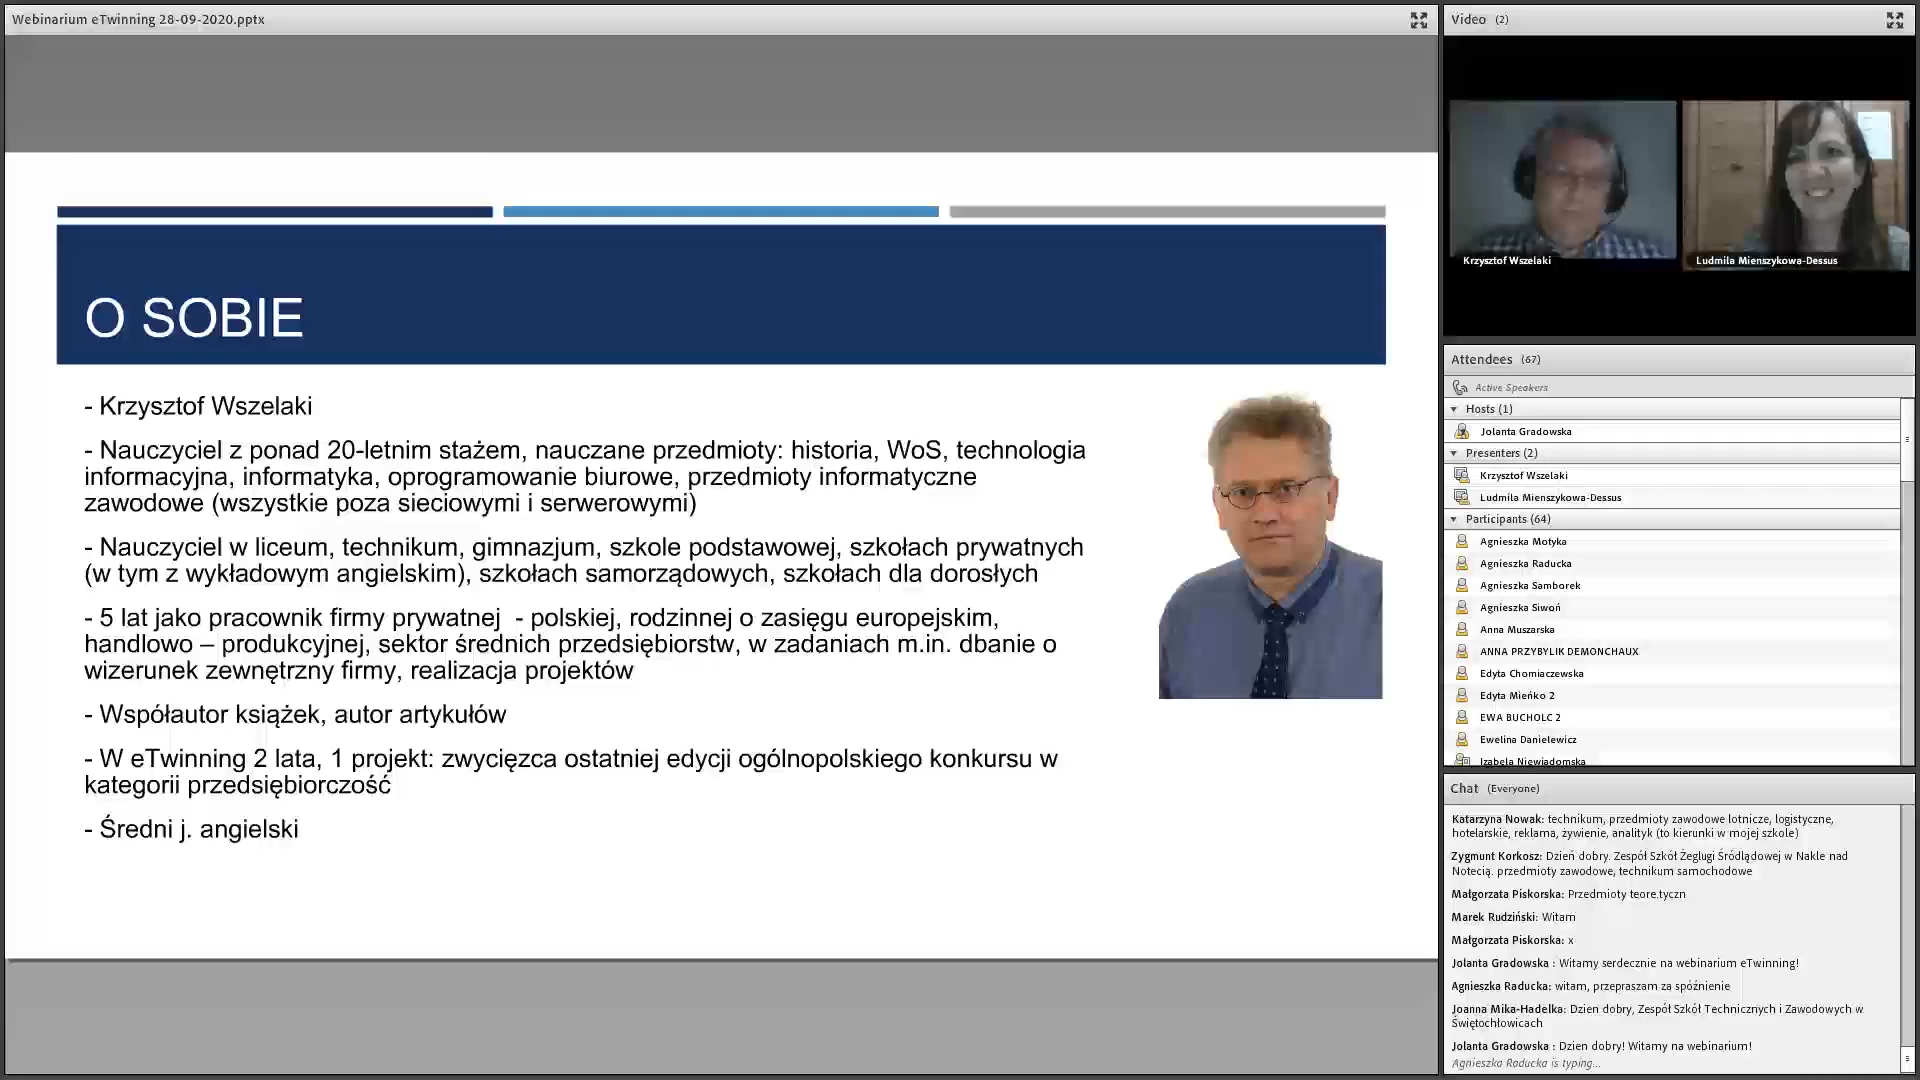 Webinarium eTwinning 28-09-2020.pptx
O SOBIE
- Krzysztof Wszelaki
- Nauczyciel z ponad 20-letnim stażem, nauczane przedmioty: historia, WoS, technologia
informacyjna, informatyka, oprogramowanie biurowe, przedmioty informatyczne
zawodowe (wszystkie poza sieciowymi i serwerowymi)
- Nauczyciel w liceum, technikum, gimnazjum, szkole podstawowej, szkołach prywatnych
(w tym z wykładowym angielskim), szkołach samorządowych, szkołach dla dorosłych
- 5 lat jako pracownik firmy prywatnej  - polskiej, rodzinnej o zasięgu europejskim,
handlowo – produkcyjnej, sektor średnich przedsiębiorstw, w zadaniach m.in. dbanie o
wizerunek zewnętrzny firmy, realizacja projektów
- Współautor książek, autor artykułów
- W eTwinning 2 lata, 1 projekt: zwycięzca ostatniej edycji ogólnopolskiego konkursu w
kategorii przedsiębiorczość
- Średni j. angielski
Video (2)
Krzysztof Wszelaki
Ludmila Mienszykowa-Dessus
Attendees (67)
Active Speakers
Hosts (1)
Jolanta Gradowska
Presenters (2)
Krzysztof Wszelaki
Ludmila Mienszykowa-Dessus
Participants (64)
Agnieszka Motyka
Agnieszka Raducka
Agnieszka Samborek
Agnieszka Siwoń
Anna Muszarska
ANNA PRZYBYLIK DEMONCHAUX
Edyta Chomiaczewska
Edyta Mieńko 2
EWA BUCHOLC 2
Ewelina Danielewicz
Izabela Niewiadomska
Chat (Everyone)
Katarzyna Nowak: technikum, przedmioty zawodowe lotnicze, logistyczne,
hotelarskie, reklama, żywienie, analityk (to kierunki w mojej szkole)
Zygmunt Korkosz: Dzień dobry. Zespół Szkół Żeglugi Śródlądowej w Nakle nad
Notecią. przedmioty zawodowe, technikum samochodowe
Małgorzata Piskorska: Przedmioty teore.tyczn
Marek Rudziński: Witam
Małgorzata Piskorska: x
Jolanta Gradowska : Witamy serdecznie na webinarium eTwinning!
Agnieszka Raducka: witam, przepraszam za spóźnienie
Joanna Mika-Hadelka: Dzien dobry, Zespół Szkół Technicznych i Zawodowych w
Świętochłowicach
Jolanta Gradowska : Dzien dobry! Witamy na webinarium!
Agnieszka Raducka is typing...